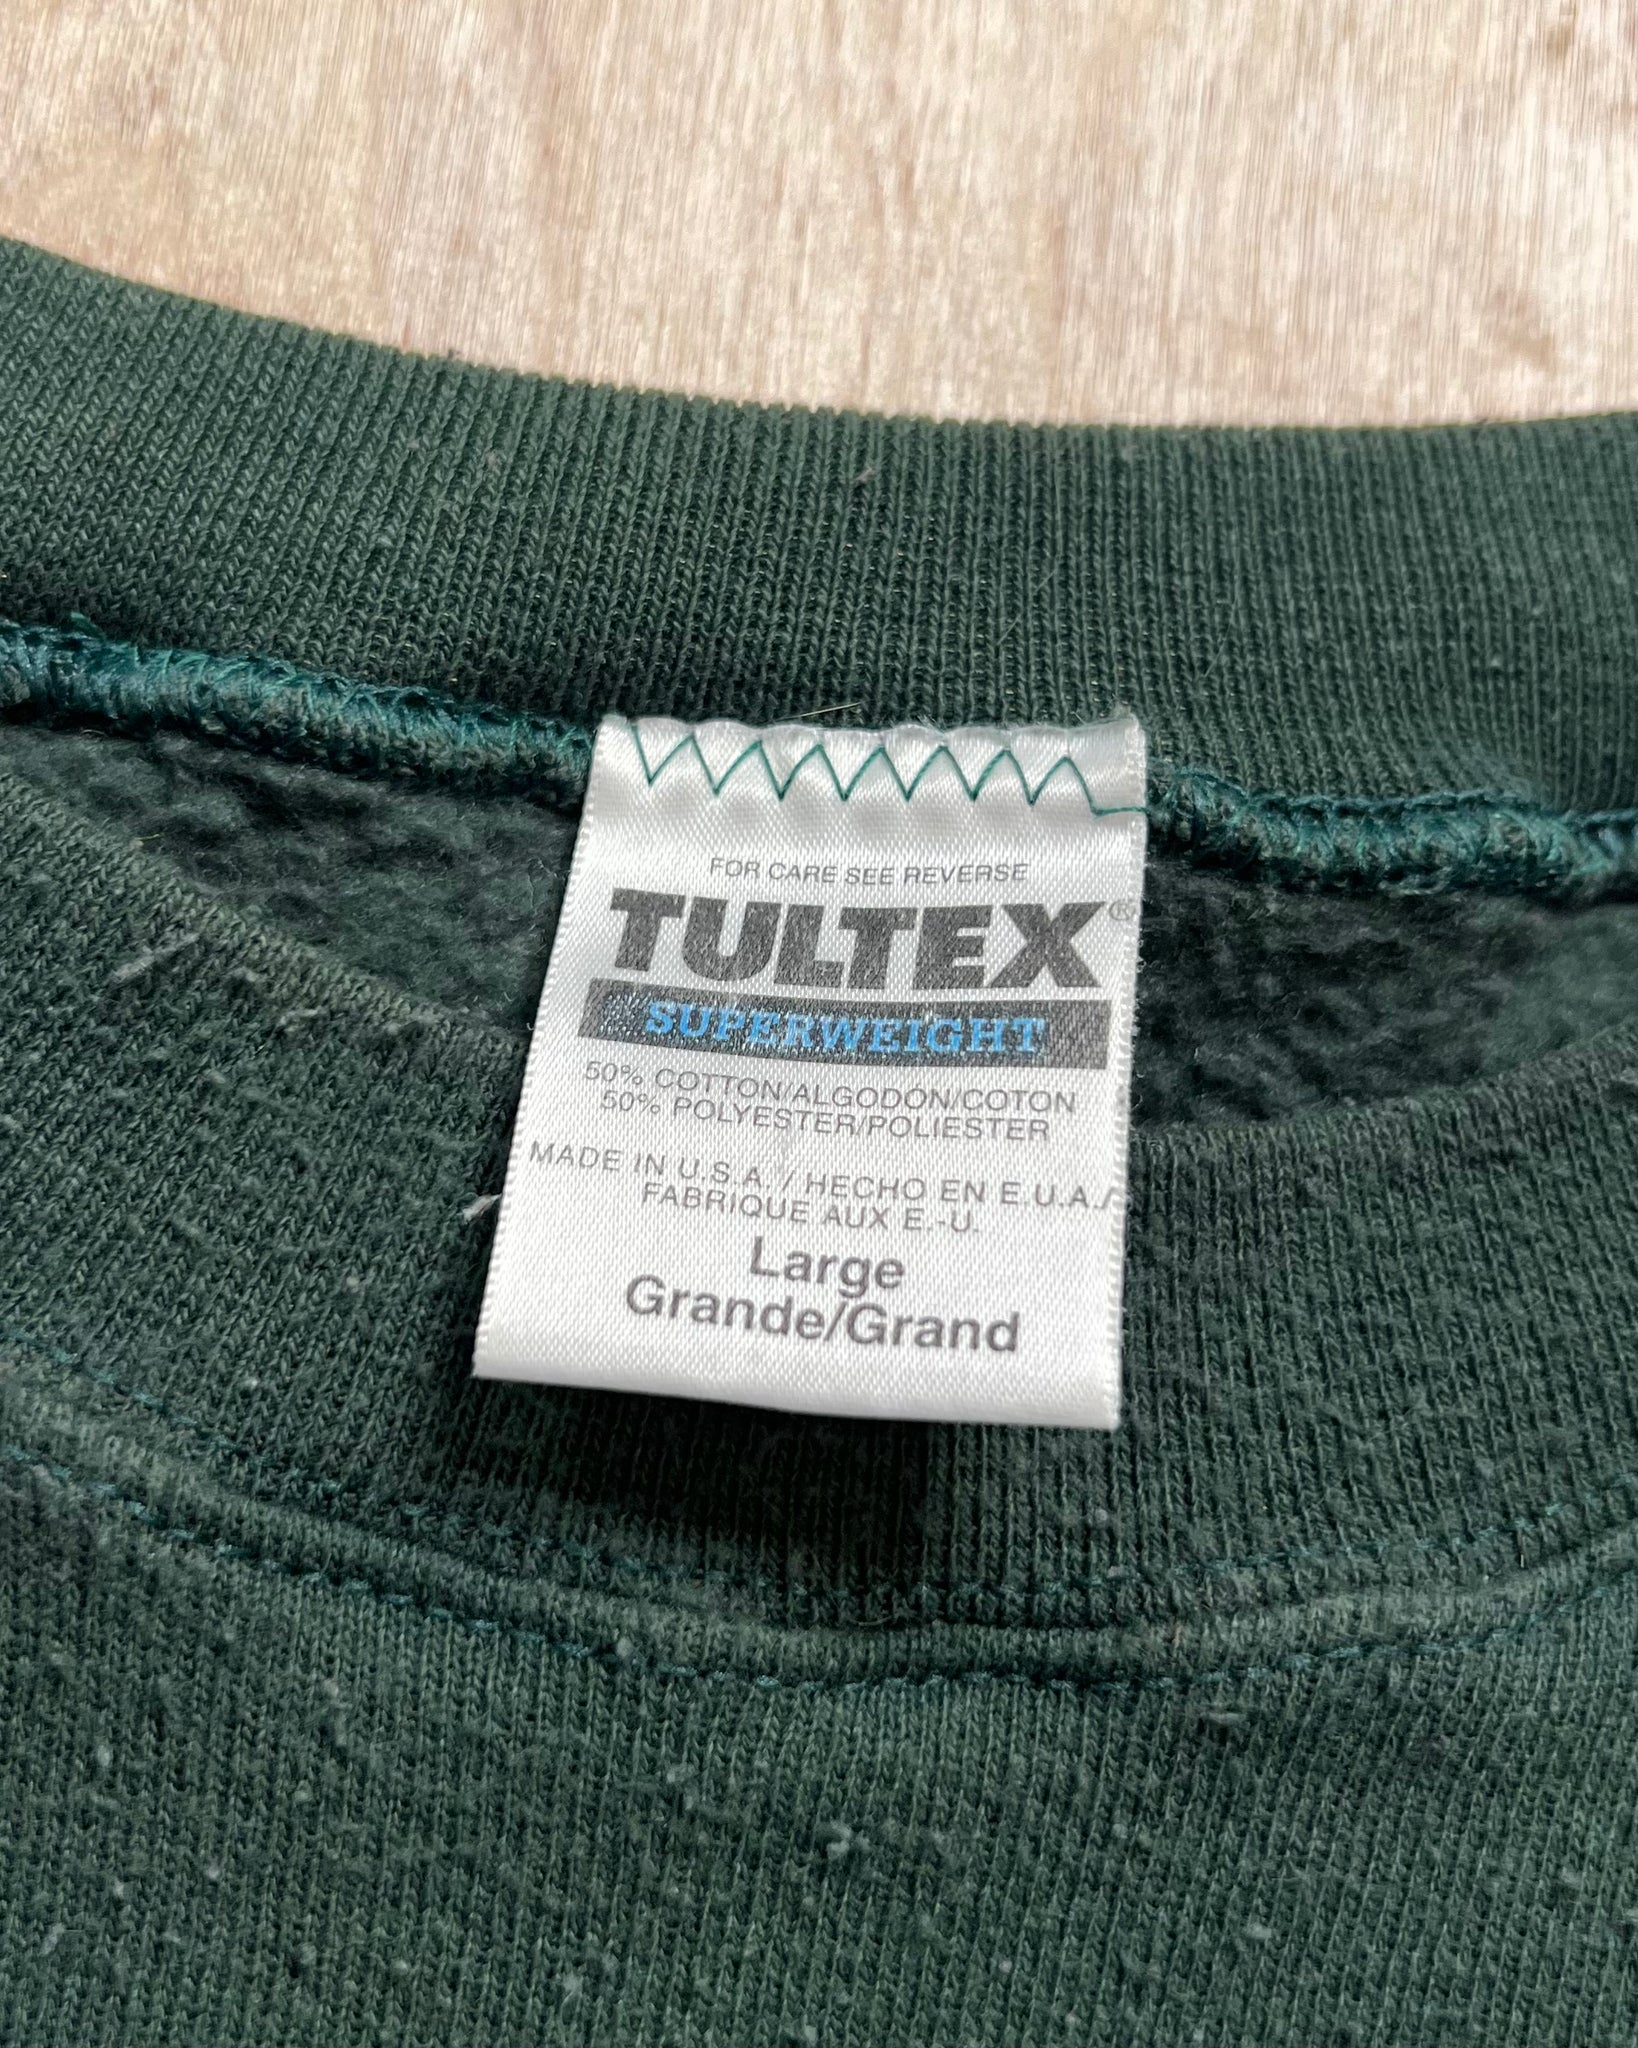 FOR CARE SEE REVERSE
TULTEX®
SUPERWEIGHT
50% COTTON/ALGODON/COTON
50% POLYESTER/POLIESTER
MADE IN U.S.A. / HECHO EN E.U.A./
FABRIQUE AUX E.-U.
Large
Grande/Grand